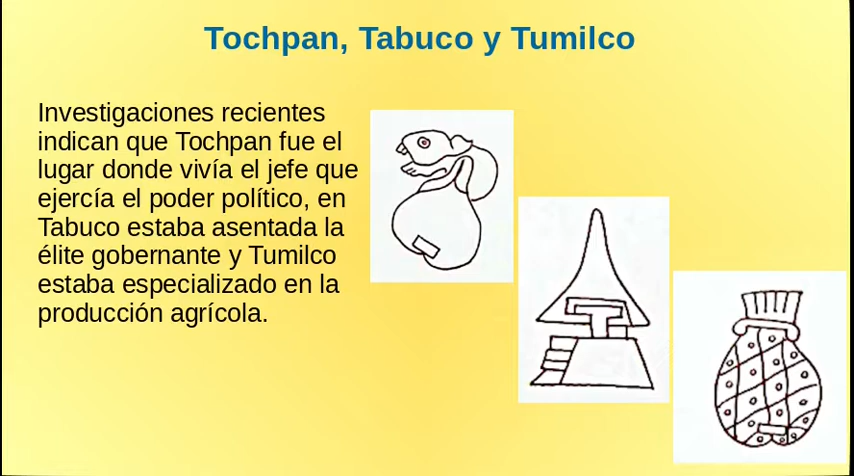 Tochpan, Tabuco y Tumilco
Investigaciones recientes
indican que Tochpan fue el
lugar donde vivía el jefe que
ejercía el poder político, en
Tabuco estaba asentada la
élite gobernante y Tumilco
estaba especializado en la
producción agrícola.